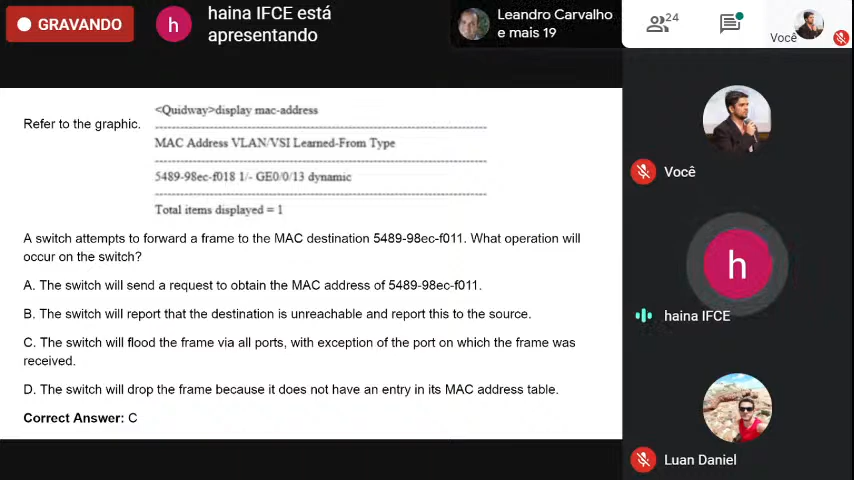 GRAVANDO
h
haina IFCE está
apresentando
Leandro Carvalho
e mais 19
24
Você
Refer to the graphic.
<Quidway>display mac-address
MAC Address VLAN/VSI Learned-From Type
5489-98ec-f018 1/- GE0/0/13 dynamic
Total items displayed = 1
A switch attempts to forward a frame to the MAC destination 5489-98ec-f011. What operation will
occur on the switch?
A. The switch will send a request to obtain the MAC address of 5489-98ec-f011.
B. The switch will report that the destination is unreachable and report this to the source.
C. The switch will flood the frame via all ports, with exception of the port on which the frame was
received.
D. The switch will drop the frame because it does not have an entry in its MAC address table.
Correct Answer: C
Você
h
haina IFCE
Luan Daniel